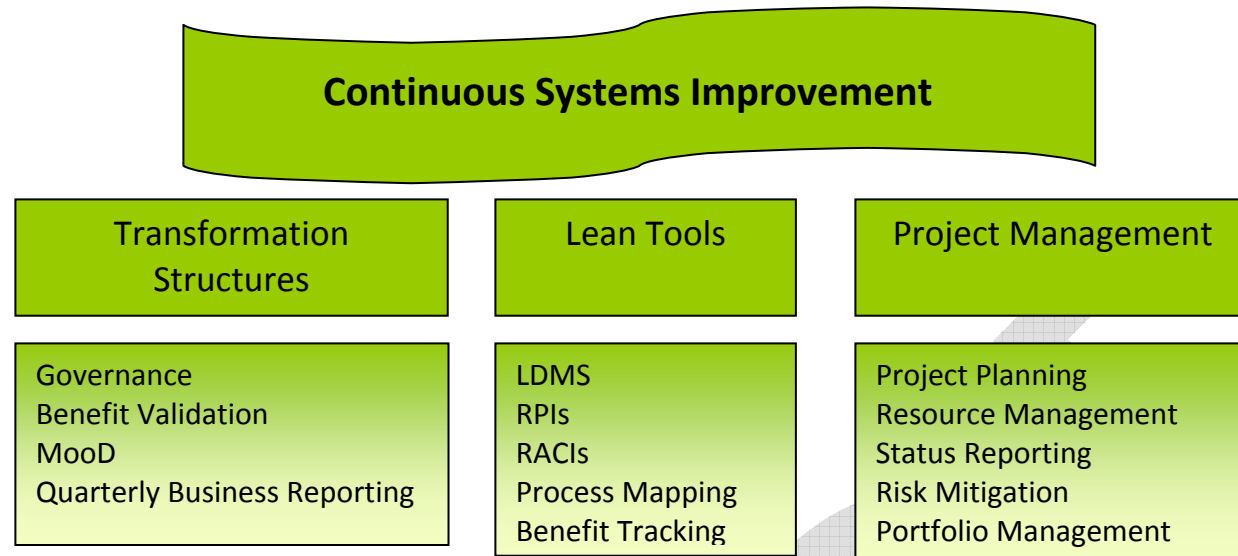 Continuous Systems Improvement
Transformation
Structures
Governance
Benefit Validation
MooD
Quarterly Business Reporting
Lean Tools
LDMS
RPIs
RACIs
Process Mapping
Benefit Tracking
Project Management
Project Planning
Resource Management
Status Reporting
Risk Mitigation
Portfolio Management